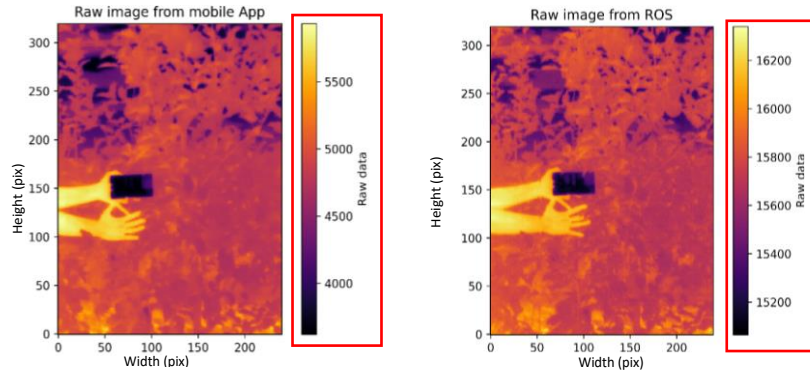 Raw image from mobile App
300
250
200
150
100
50
0
Height (pix)
0 50 100 150 200
Width (pix)
5500
5000
4500
4000
Raw data
Raw image from ROS
300
250
200
150
100
50
0
Height (pix)
0 50 100 150 200
Width (pix)
16200
16000
15800
15600
15400
15200
Raw data